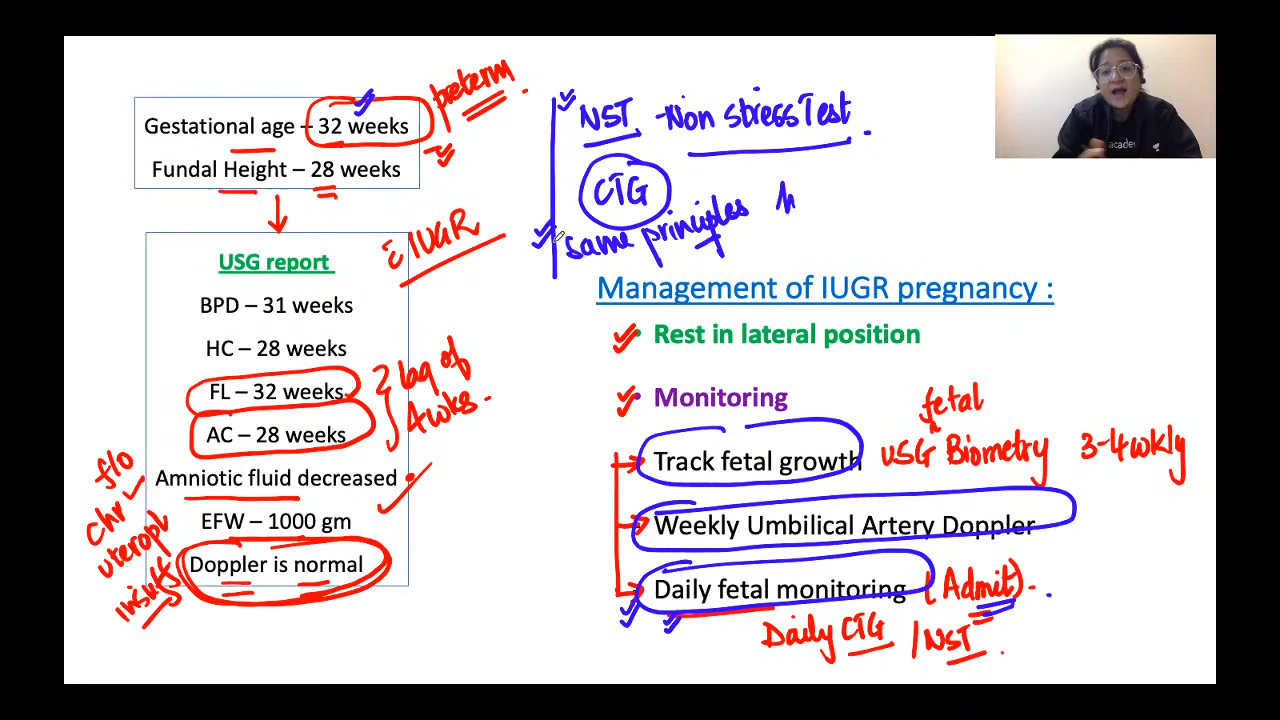 Gestational age – 32 weeks
preterm
Fundal Height – 28 weeks
USG report
IUGR
BPD – 31 weeks
HC – 28 weeks
FL – 32 weeks
AC – 28 weeks
lag of
4wks.
Amniotic fluid decreased
EFW – 1000 gm
Doppler is normal
f/o
chr
uteropl
insuff
NST - Non stress Test
CTG
same principles
Management of IUGR pregnancy :
• Rest in lateral position
• Monitoring
Track fetal growth
fetal
USG Biometry 3-4 wkly
Weekly Umbilical Artery Doppler
Daily fetal monitoring (Admit).
Daily CTG / NST
acade